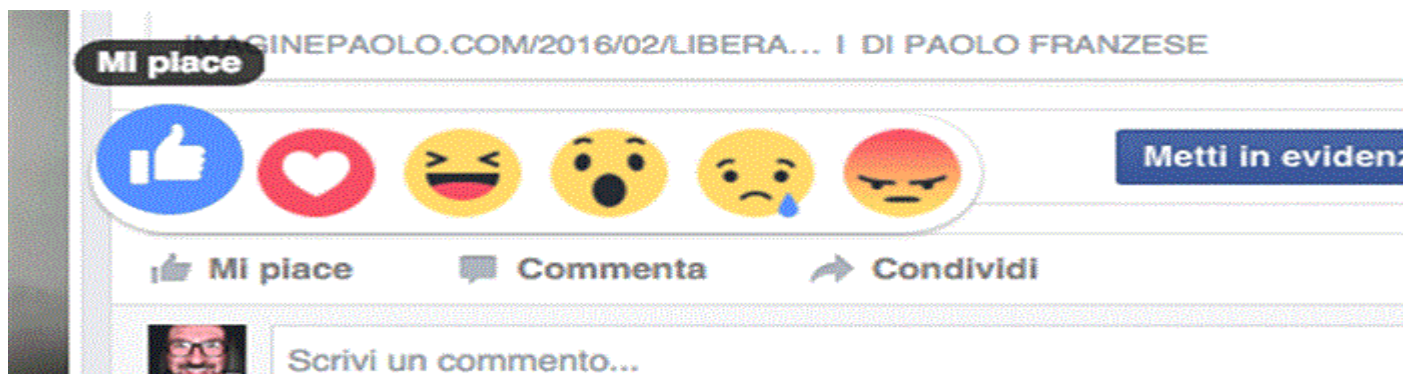 IMAGINEPAOLO.COM/2016/02/LIBERA... | DI PAOLO FRANZESE
Mi piace
Metti in evidenz
Mi piace Commenta Condividi
Scrivi un commento...